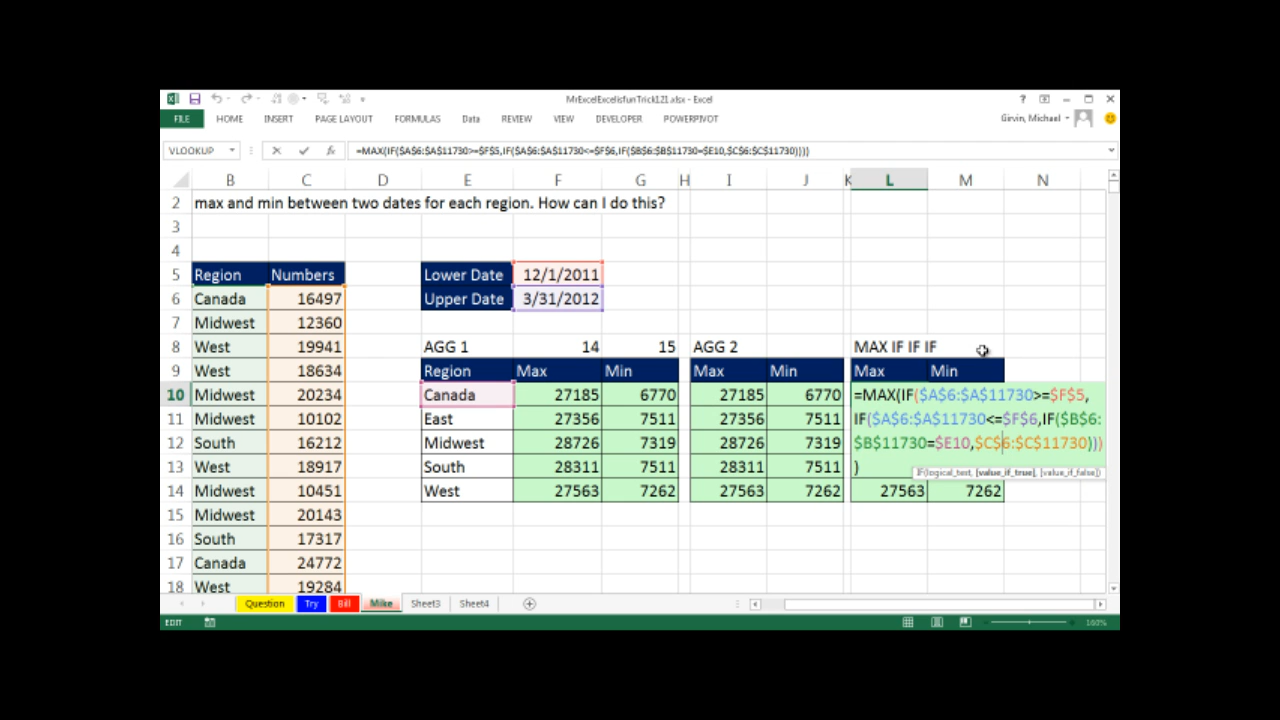 MrExcelExcelisfunTrick121.xlsx - Excel
FILE HOME INSERT PAGE LAYOUT FORMULAS Data REVIEW VIEW DEVELOPER POWERPIVOT Girvin, Michael
VLOOKUP fx =MAX(IF($A$6:$A$11730>=$F$5,IF($A$6:$A$11730<=$F$6,IF($B$6:$B$11730=$E10,$C$6:$C$11730))))
B C D E F G H I J K L M N
2 max and min between two dates for each region. How can I do this?
3
4
5 Region Numbers Lower Date 12/1/2011
6 Canada 16497 Upper Date 3/31/2012
7 Midwest 12360
8 West 19941 AGG 1 14 15 AGG 2 MAX IF IF IF
9 West 18634 Region Max Min Max Min Max Min
10 Midwest 20234 Canada 27185 6770 27185 6770 =MAX(IF($A$6:$A$11730>=$F$5,
11 Midwest 10102 East 27356 7511 27356 7511 IF($A$6:$A$11730<=$F$6,IF($B$6:
12 South 16212 Midwest 28726 7319 28726 7319 $B$11730=$E10,$C$6:$C$11730)))
13 West 18917 South 28311 7511 28311 7511 )
IF(logical_test, [value_if_true], [value_if_false])
14 Midwest 10451 West 27563 7262 27563 7262 27563 7262
15 Midwest 20143
16 South 17317
17 Canada 24772
18 West 19284
Question Try Bill Mike Sheet3 Sheet4
EDIT 160%